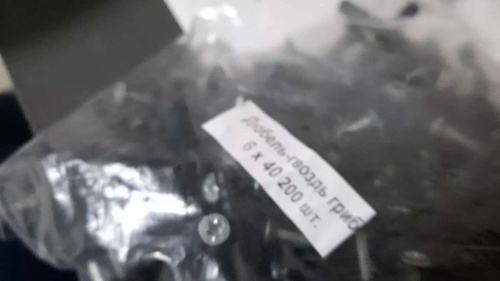 Дюбель-гвоздь гриб
6 х 40 200 шт.